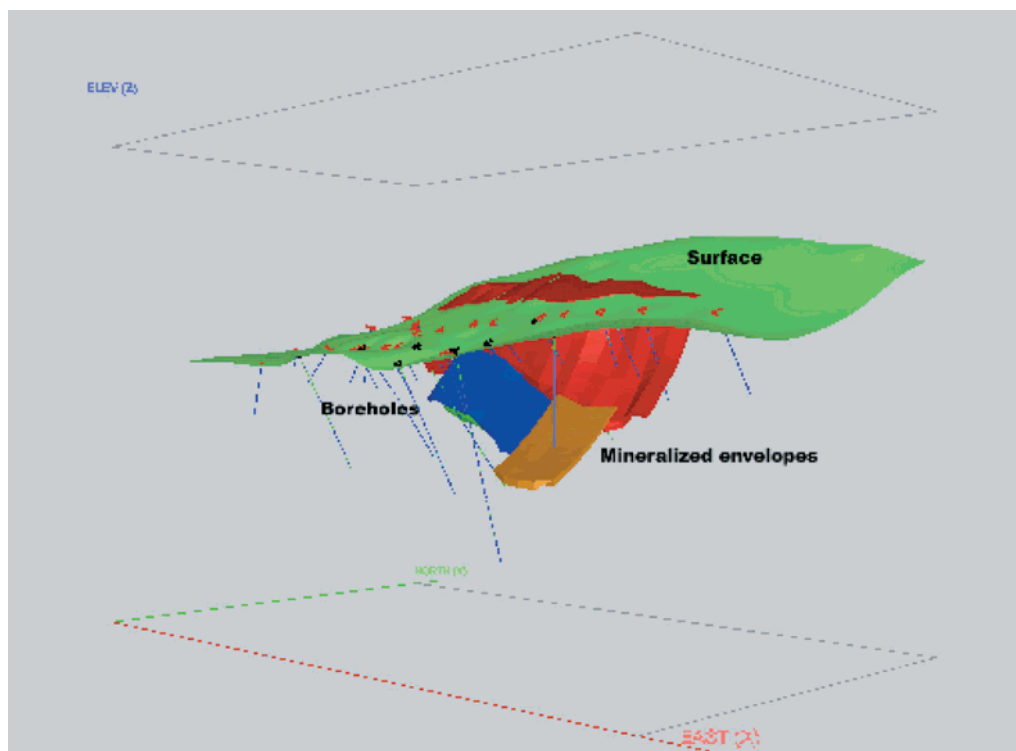 ELEV (Z)
Surface
Boreholes
Mineralized envelopes
NORTH (Y)
EAST (X)